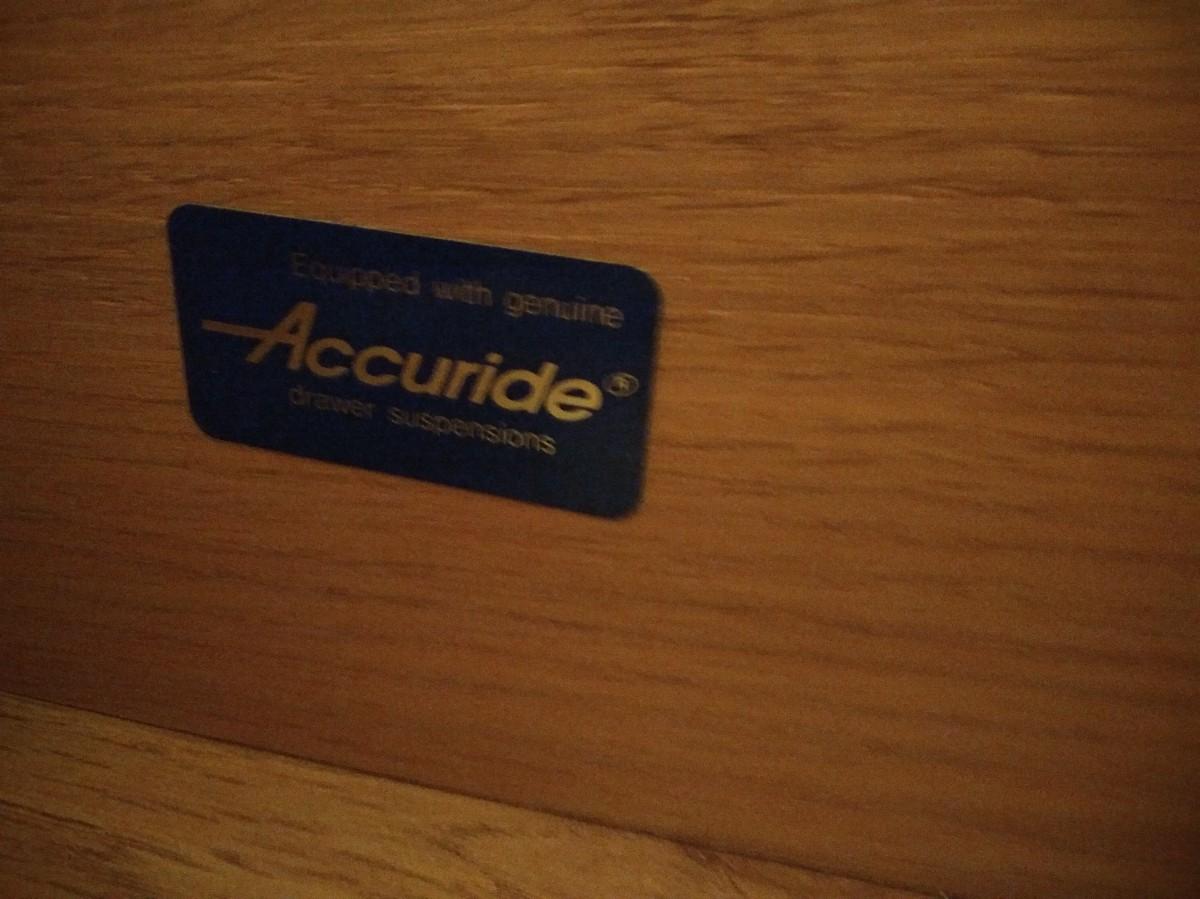 Equipped with genuine
Accuride®
drawer suspensions